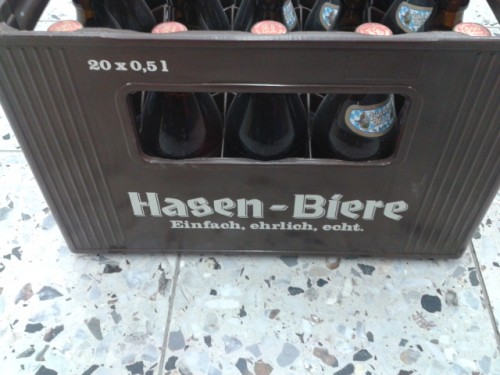 20 x 0,5 l
Hasen-Biere
Einfach, ehrlich, echt.